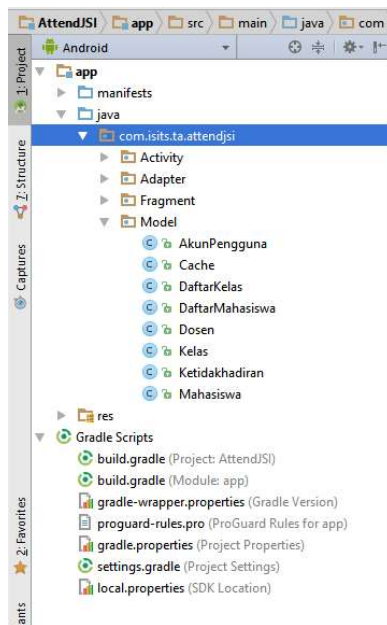 AttendJSI app src main java com
Android
1: Project
app
manifests
java
com.isits.ta.attendjsi
Activity
Adapter
Fragment
Model
AkunPengguna
Cache
DaftarKelas
DaftarMahasiswa
Dosen
Kelas
Ketidakhadiran
Mahasiswa
res
Gradle Scripts
build.gradle (Project: AttendJSI)
build.gradle (Module: app)
gradle-wrapper.properties (Gradle Version)
proguard-rules.pro (ProGuard Rules for app)
gradle.properties (Project Properties)
settings.gradle (Project Settings)
local.properties (SDK Location)
7: Structure
Captures
2: Favorites
ants